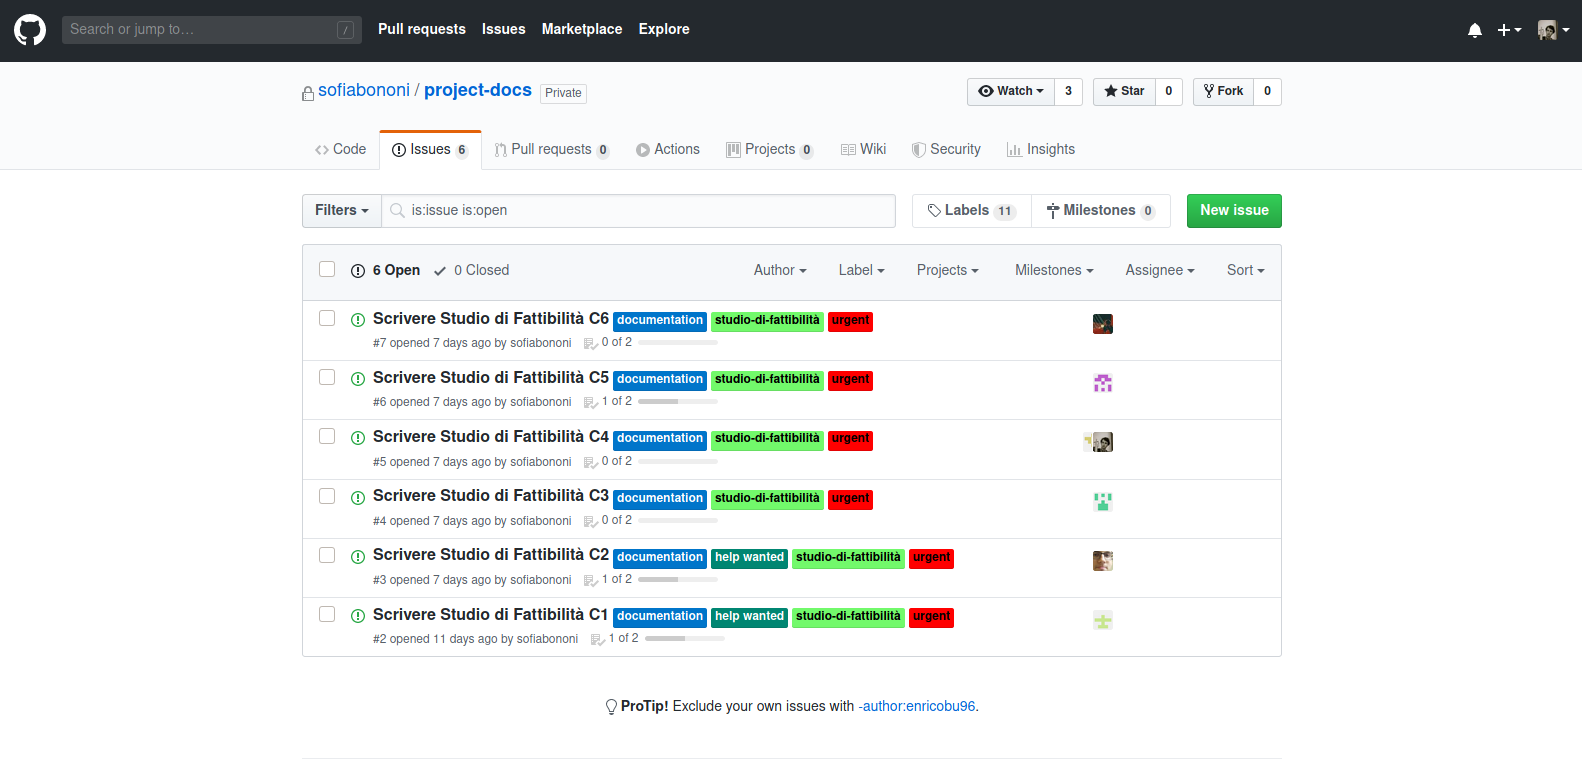 Search or jump to… / Pull requests Issues Marketplace Explore
sofiabononi / project-docs Private Watch 3 Star 0 Fork 0
Code Issues 6 Pull requests 0 Actions Projects 0 Wiki Security Insights
Filters is:issue is:open Labels 11 Milestones 0 New issue
6 Open 0 Closed Author Label Projects Milestones Assignee Sort
Scrivere Studio di Fattibilità C6 documentation studio-di-fattibilità urgent
#7 opened 7 days ago by sofiabononi 0 of 2
Scrivere Studio di Fattibilità C5 documentation studio-di-fattibilità urgent
#6 opened 7 days ago by sofiabononi 1 of 2
Scrivere Studio di Fattibilità C4 documentation studio-di-fattibilità urgent
#5 opened 7 days ago by sofiabononi 0 of 2
Scrivere Studio di Fattibilità C3 documentation studio-di-fattibilità urgent
#4 opened 7 days ago by sofiabononi 0 of 2
Scrivere Studio di Fattibilità C2 documentation help wanted studio-di-fattibilità urgent
#3 opened 7 days ago by sofiabononi 1 of 2
Scrivere Studio di Fattibilità C1 documentation help wanted studio-di-fattibilità urgent
#2 opened 11 days ago by sofiabononi 1 of 2
ProTip! Exclude your own issues with -author:enricobu96.